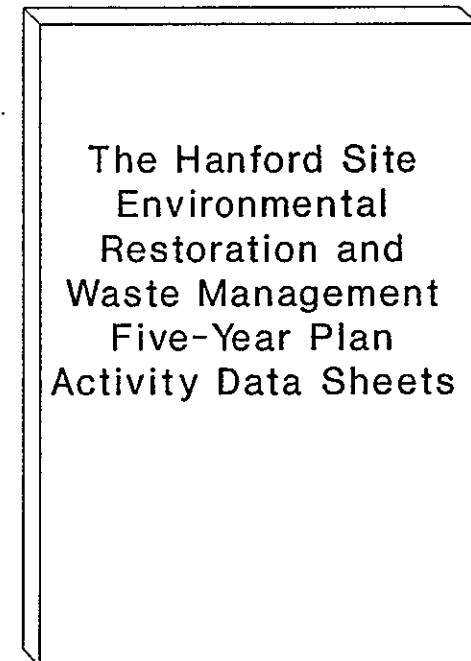 The Hanford Site
Environmental
Restoration and
Waste Management
Five-Year Plan
Activity Data Sheets